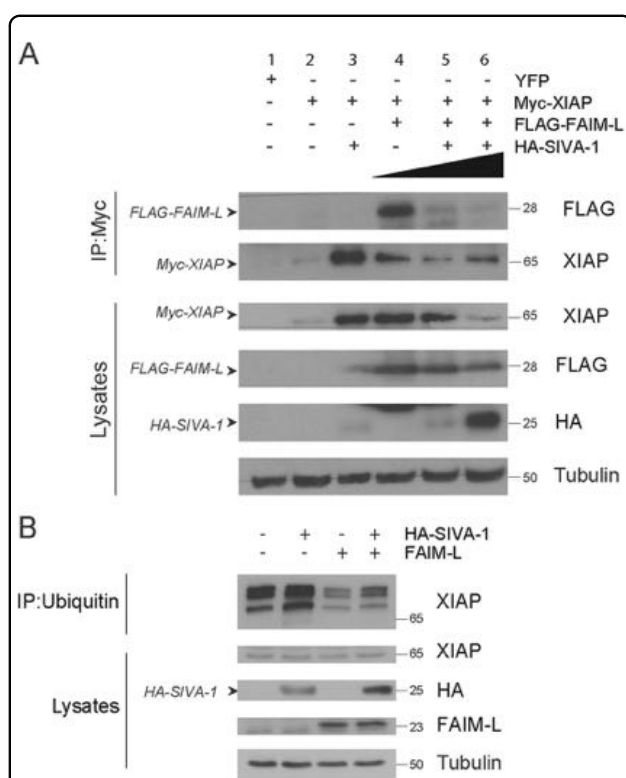 A
1 2 3 4 5 6
+ - - - - - YFP
- + + + + + Myc-XIAP
- - - + + + FLAG-FAIM-L
- - + - + + HA-SIVA-1
IP:Myc
FLAG-FAIM-L 28 FLAG
Myc-XIAP 65 XIAP
Lysates
Myc-XIAP 65 XIAP
FLAG-FAIM-L 28 FLAG
HA-SIVA-1 25 HA
50 Tubulin
B
- + - + HA-SIVA-1
- - + + FAIM-L
IP:Ubiquitin XIAP
65
Lysates
65 XIAP
HA-SIVA-1 25 HA
23 FAIM-L
50 Tubulin